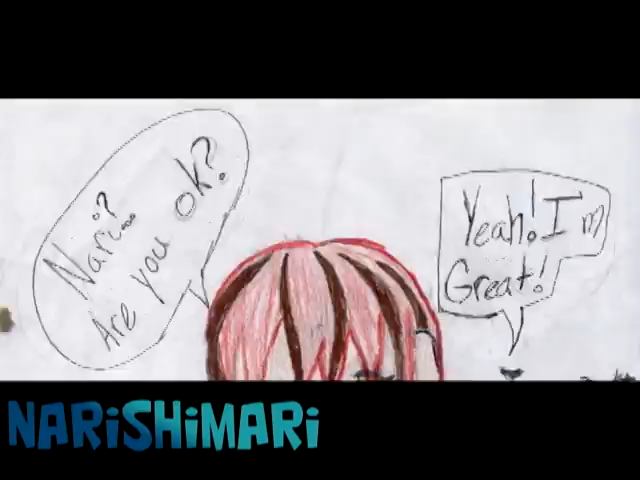 Nari...?
Are you ok?
Yeah! I'm
Great!
NARiSHiMARi